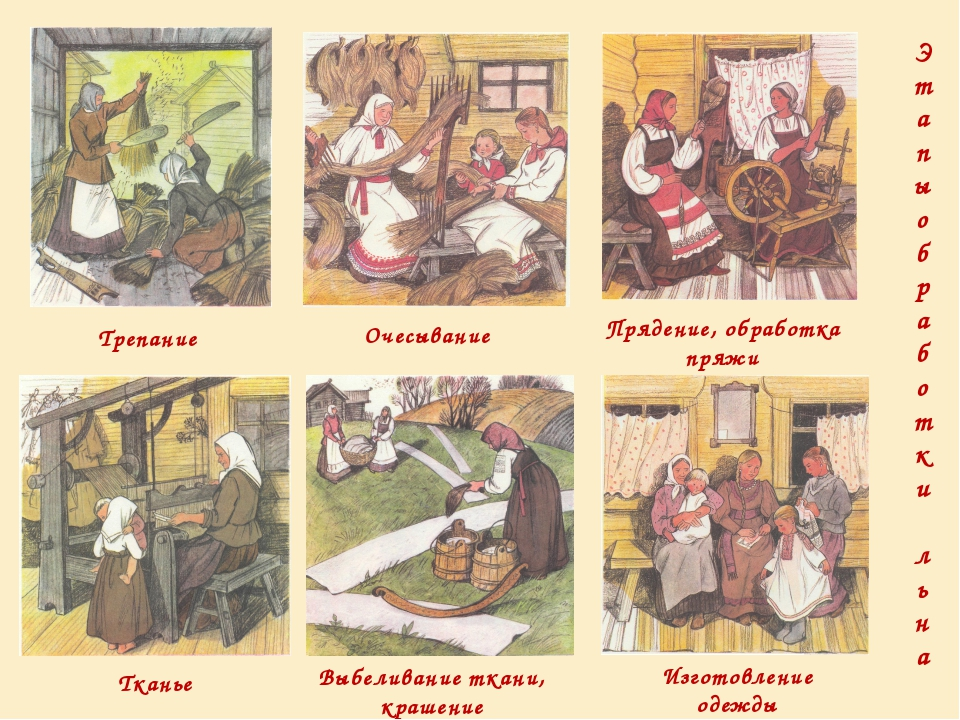 Трепание
Очесывание
Прядение, обработка
пряжи
Тканье
Выбеливание ткани,
крашение
Изготовление
одежды
Этапы обработки льна